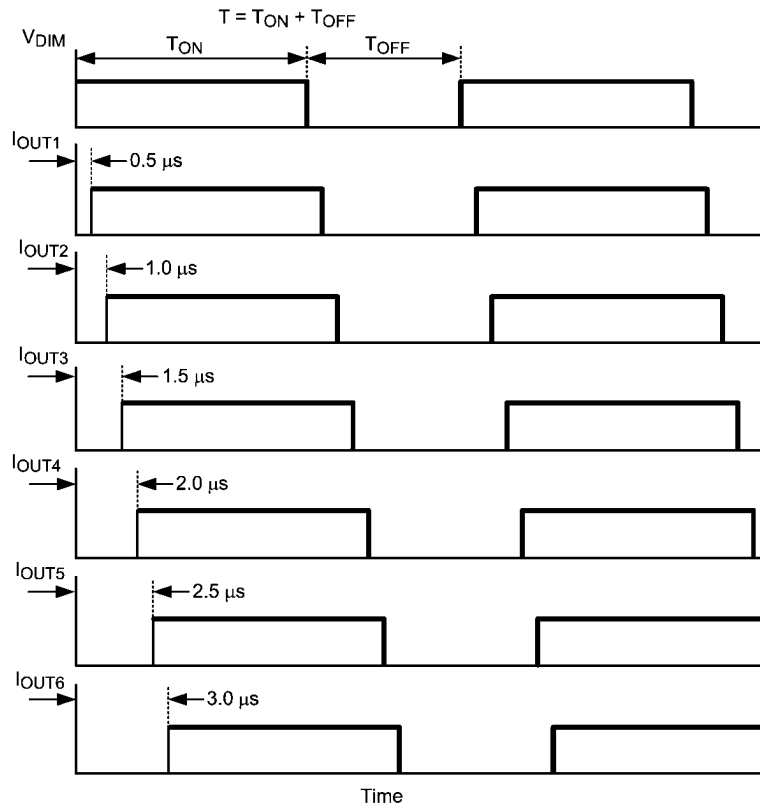 T = TON + TOFF
VDIM
TON
TOFF
IOUT1
0.5 μs
IOUT2
1.0 μs
IOUT3
1.5 μs
IOUT4
2.0 μs
IOUT5
2.5 μs
IOUT6
3.0 μs
Time